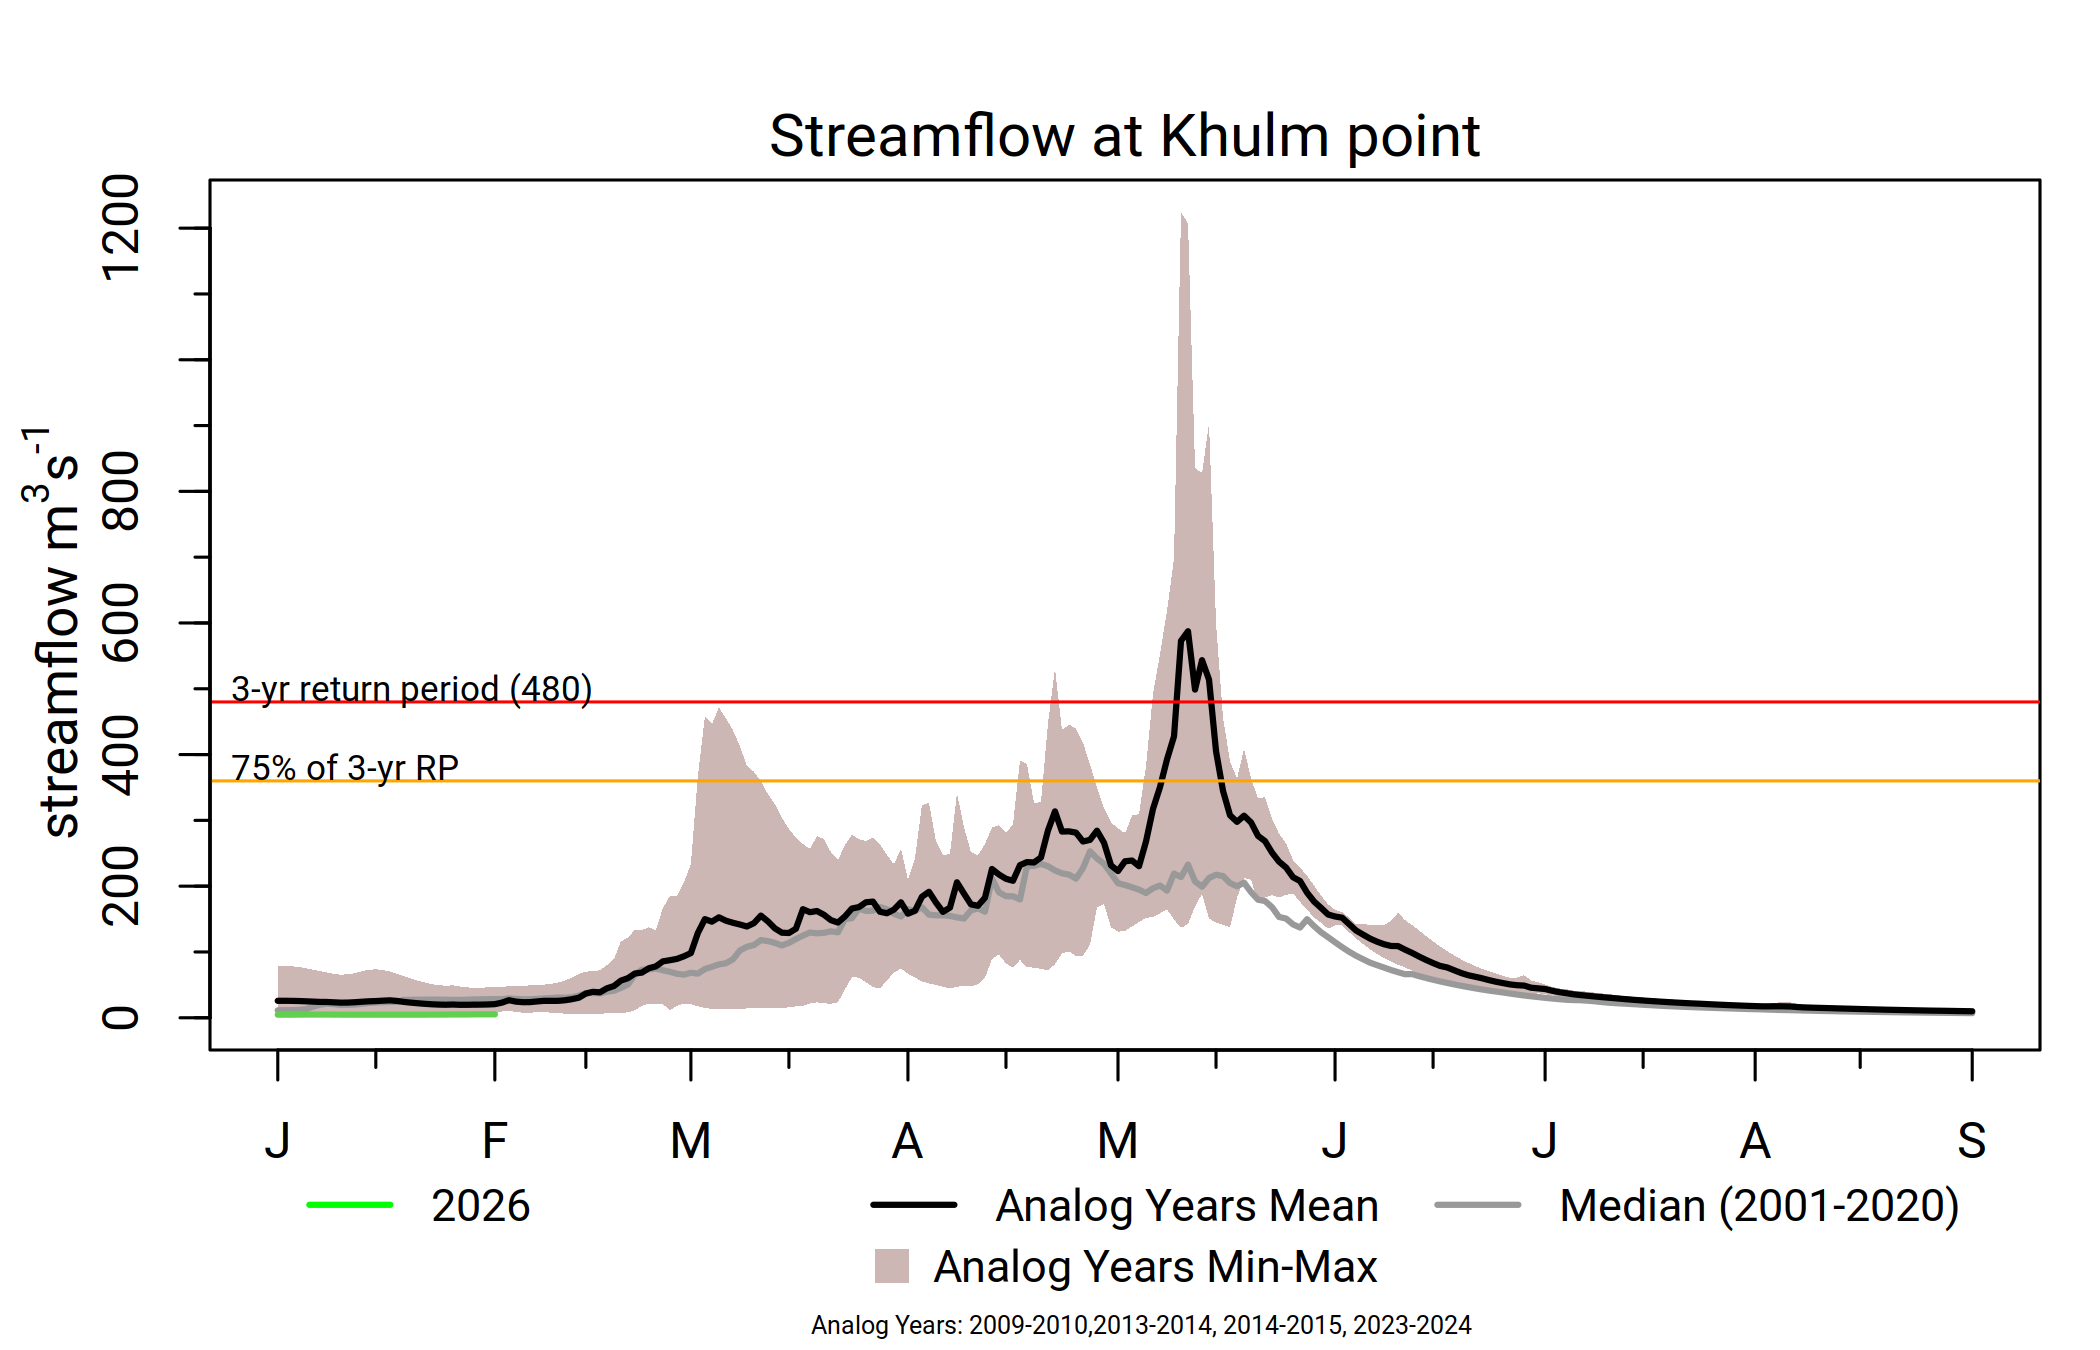 Streamflow at Khulm point
streamflow m3s-1
1200
800
600
400
200
0
3-yr return period (480)
75% of 3-yr RP
J F M A M J J A S
2026 Analog Years Mean Median (2001-2020)
Analog Years Min-Max
Analog Years: 2009-2010,2013-2014, 2014-2015, 2023-2024